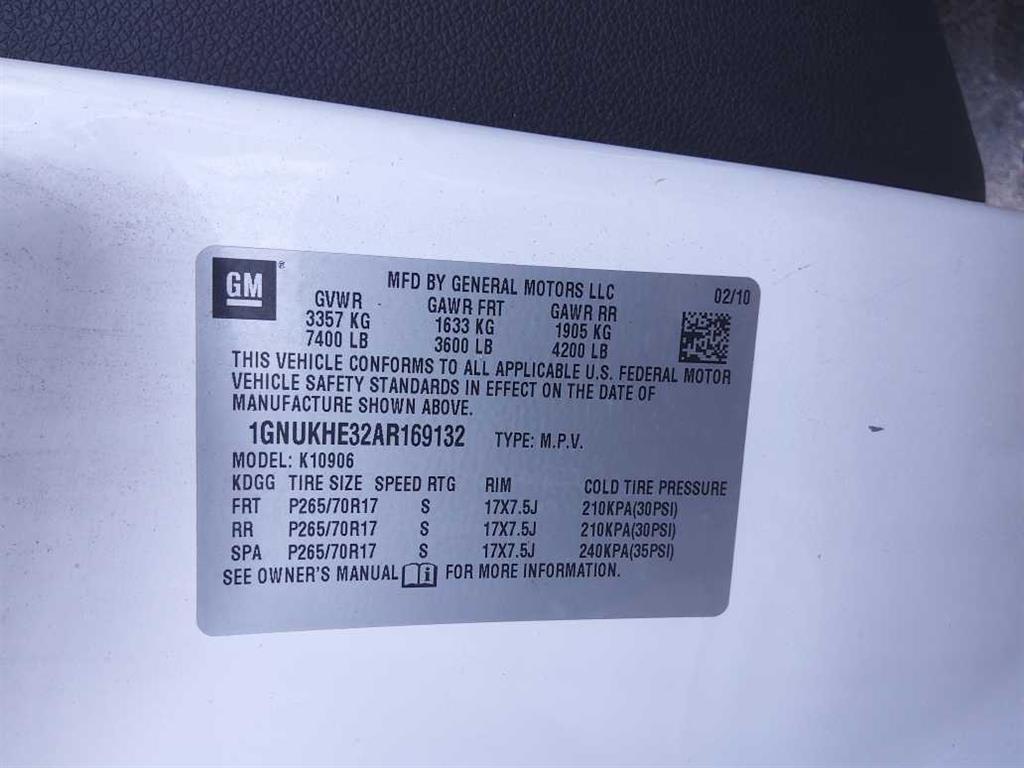 GM®
MFD BY GENERAL MOTORS LLC 02/10
GVWR GAWR FRT GAWR RR
3357 KG 1633 KG 1905 KG
7400 LB 3600 LB 4200 LB
THIS VEHICLE CONFORMS TO ALL APPLICABLE U.S. FEDERAL MOTOR
VEHICLE SAFETY STANDARDS IN EFFECT ON THE DATE OF
MANUFACTURE SHOWN ABOVE.
1GNUKHE32AR169132 TYPE: M.P.V.
MODEL: K10906
KDGG TIRE SIZE SPEED RTG RIM COLD TIRE PRESSURE
FRT P265/70R17 S 17X7.5J 210KPA(30PSI)
RR P265/70R17 S 17X7.5J 210KPA(30PSI)
SPA P265/70R17 S 17X7.5J 240KPA(35PSI)
SEE OWNER'S MANUAL FOR MORE INFORMATION.